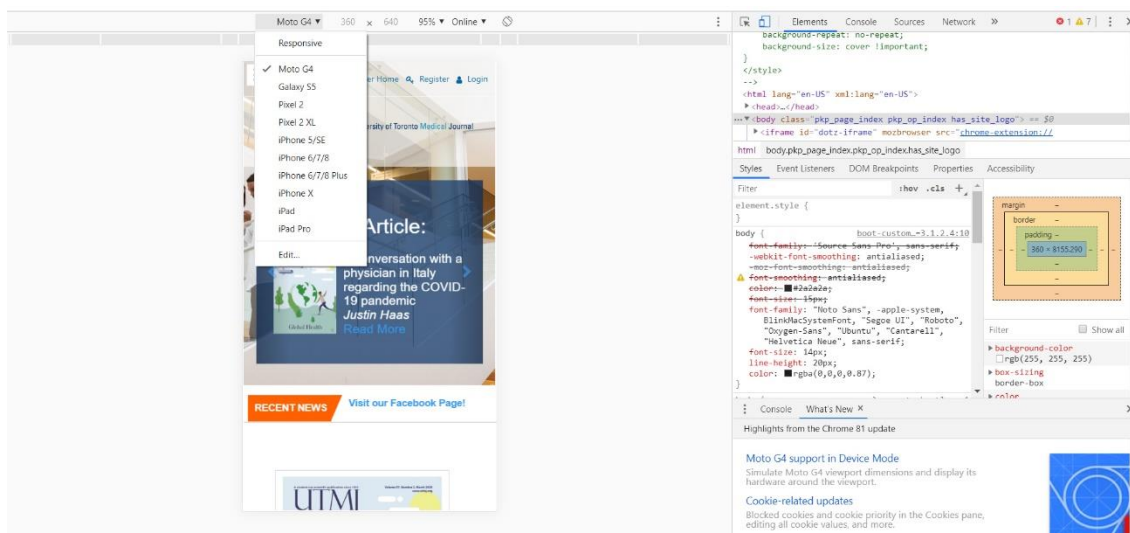 Moto G4 ▼ 360 x 640 95% ▼ Online ▼
Responsive
✓ Moto G4
Galaxy S5
Pixel 2
Pixel 2 XL
iPhone 5/SE
iPhone 6/7/8
iPhone 6/7/8 Plus
iPhone X
iPad
iPad Pro
Edit...
er Home Register Login
rsity of Toronto Medical Journal
Article:
onversation with a
physician in Italy
regarding the COVID-
19 pandemic
Justin Haas
Read More
Global Health
RECENT NEWS Visit our Facebook Page!
UTMJ
Elements Console Sources Network » 1 7
background-repeat: no-repeat;
background-size: cover !important;
}
</style>
-->
<html lang="en-US" xml:lang="en-US">
<head>…</head>
<body class="pkp_page_index pkp_op_index has_site_logo"> == $0
<iframe id="dotz-iframe" mozbrowser src="chrome-extension://
html body.pkp_page_index.pkp_op_index.has_site_logo
Styles Event Listeners DOM Breakpoints Properties Accessibility
Filter :hov .cls +
element.style {
}
body { boot-custom…=3.1.2.4:10
font-family: 'Source Sans Pro', sans-serif;
-webkit-font-smoothing: antialiased;
-moz-font-smoothing: antialiased;
font-smoothing: antialiased;
color: #2a2a2a;
font-size: 15px;
font-family: "Noto Sans", -apple-system,
BlinkMacSystemFont, "Segoe UI", "Roboto",
"Oxygen-Sans", "Ubuntu", "Cantarell",
"Helvetica Neue", sans-serif;
font-size: 14px;
line-height: 20px;
color: rgba(0,0,0,0.87);
}
margin -
border -
padding -
- - - 360 × 8155.290 - - -
-
-
-
Filter Show all
background-color
rgb(255, 255, 255)
box-sizing
border-box
color
Console What's New ×
Highlights from the Chrome 81 update
Moto G4 support in Device Mode
Simulate Moto G4 viewport dimensions and display its
hardware around the viewport.
Cookie-related updates
Blocked cookies and cookie priority in the Cookies pane,
editing all cookie values, and more.